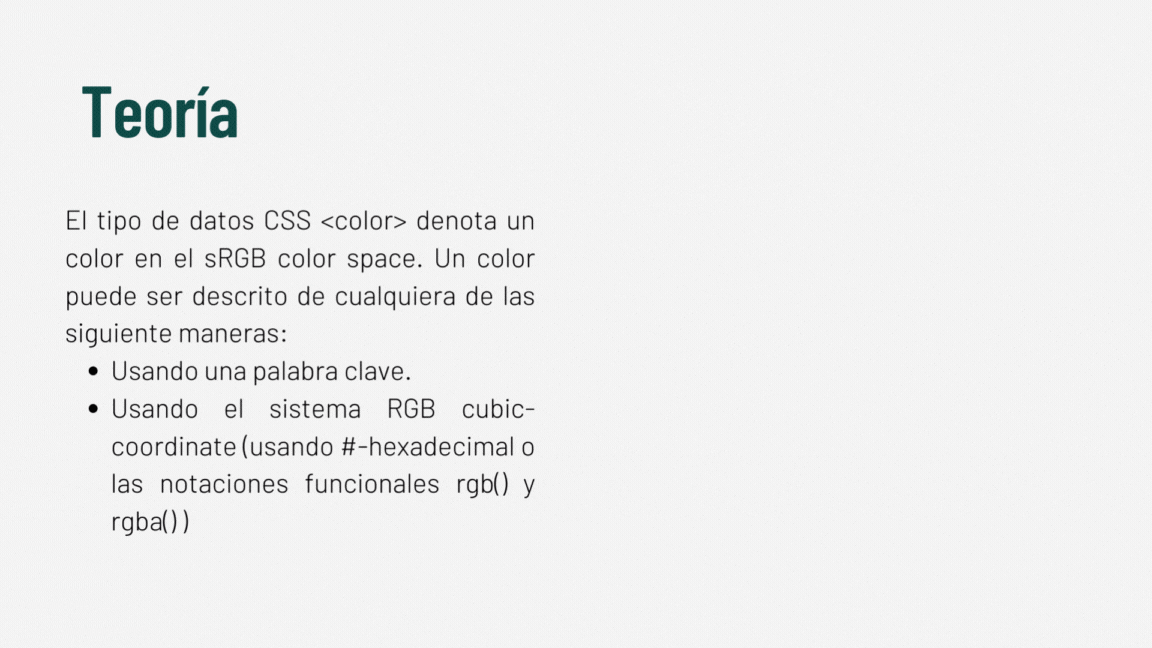 Teoría
El tipo de datos CSS <color> denota un
color en el sRGB color space. Un color
puede ser descrito de cualquiera de las
siguiente maneras:
• Usando una palabra clave.
• Usando el sistema RGB cubic-
coordinate (usando #-hexadecimal o
las notaciones funcionales rgb() y
rgba() )